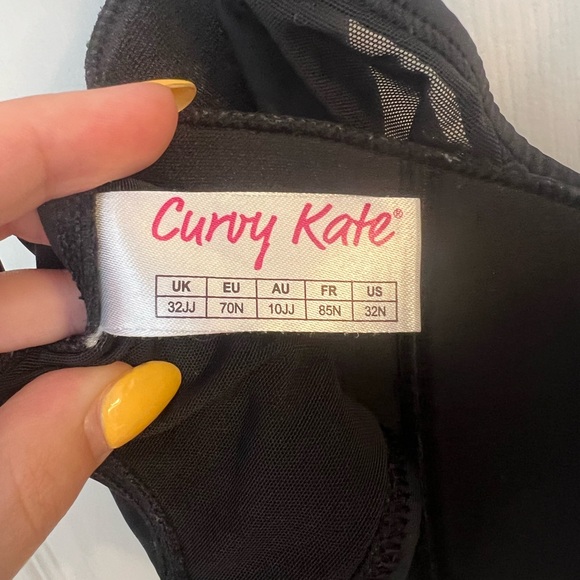 Curvy Kate®
UK EU AU FR US
32JJ 70N 10JJ 85N 32N